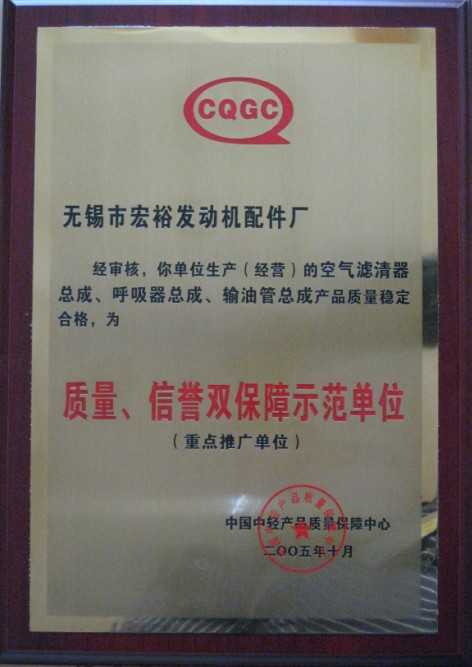 CQGC
无锡市宏裕发动机配件厂
经审核，你单位生产（经营）的空气滤清器
总成、呼吸器总成、输油管总成产品质量稳定
合格，为
质量、信誉双保障示范单位
（重点推广单位）
中国中轻产品质量保障中心
二〇〇五年十月